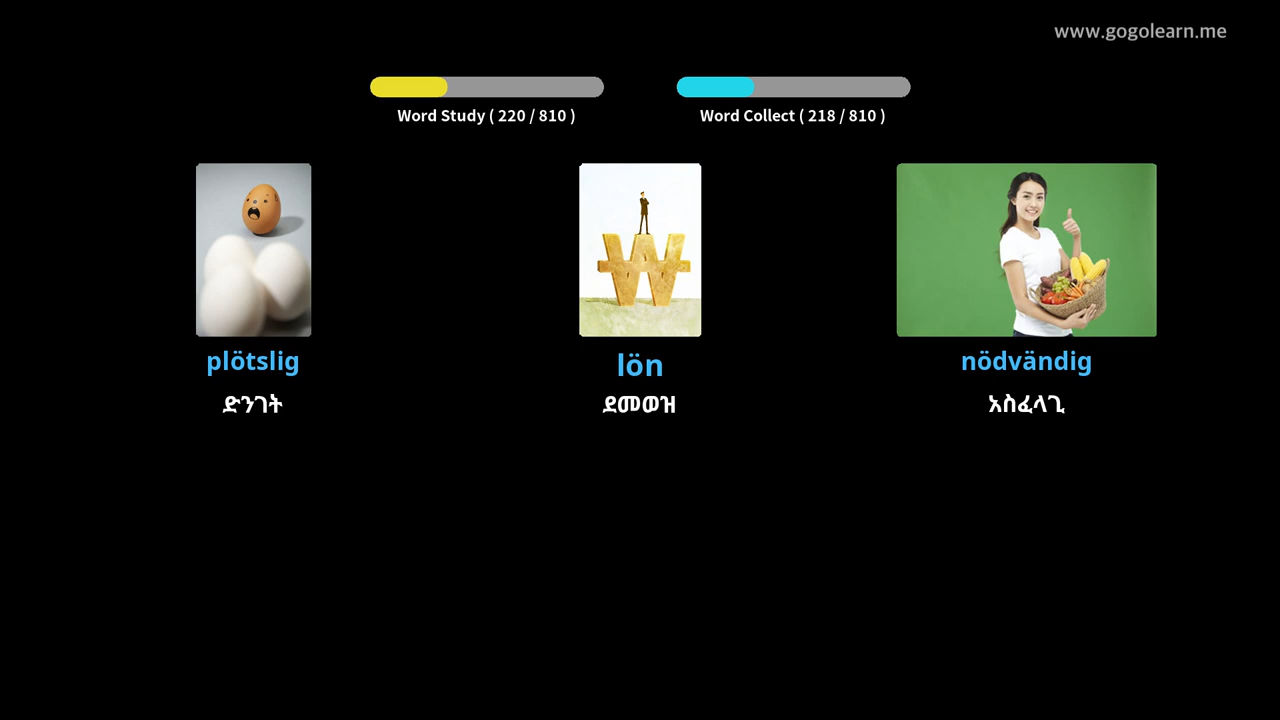 www.gogolearn.me
Word Study ( 220 / 810 )
Word Collect ( 218 / 810 )
plötslig
lön
nödvändig
ድንገት
ደመወዝ
አስፈላጊ